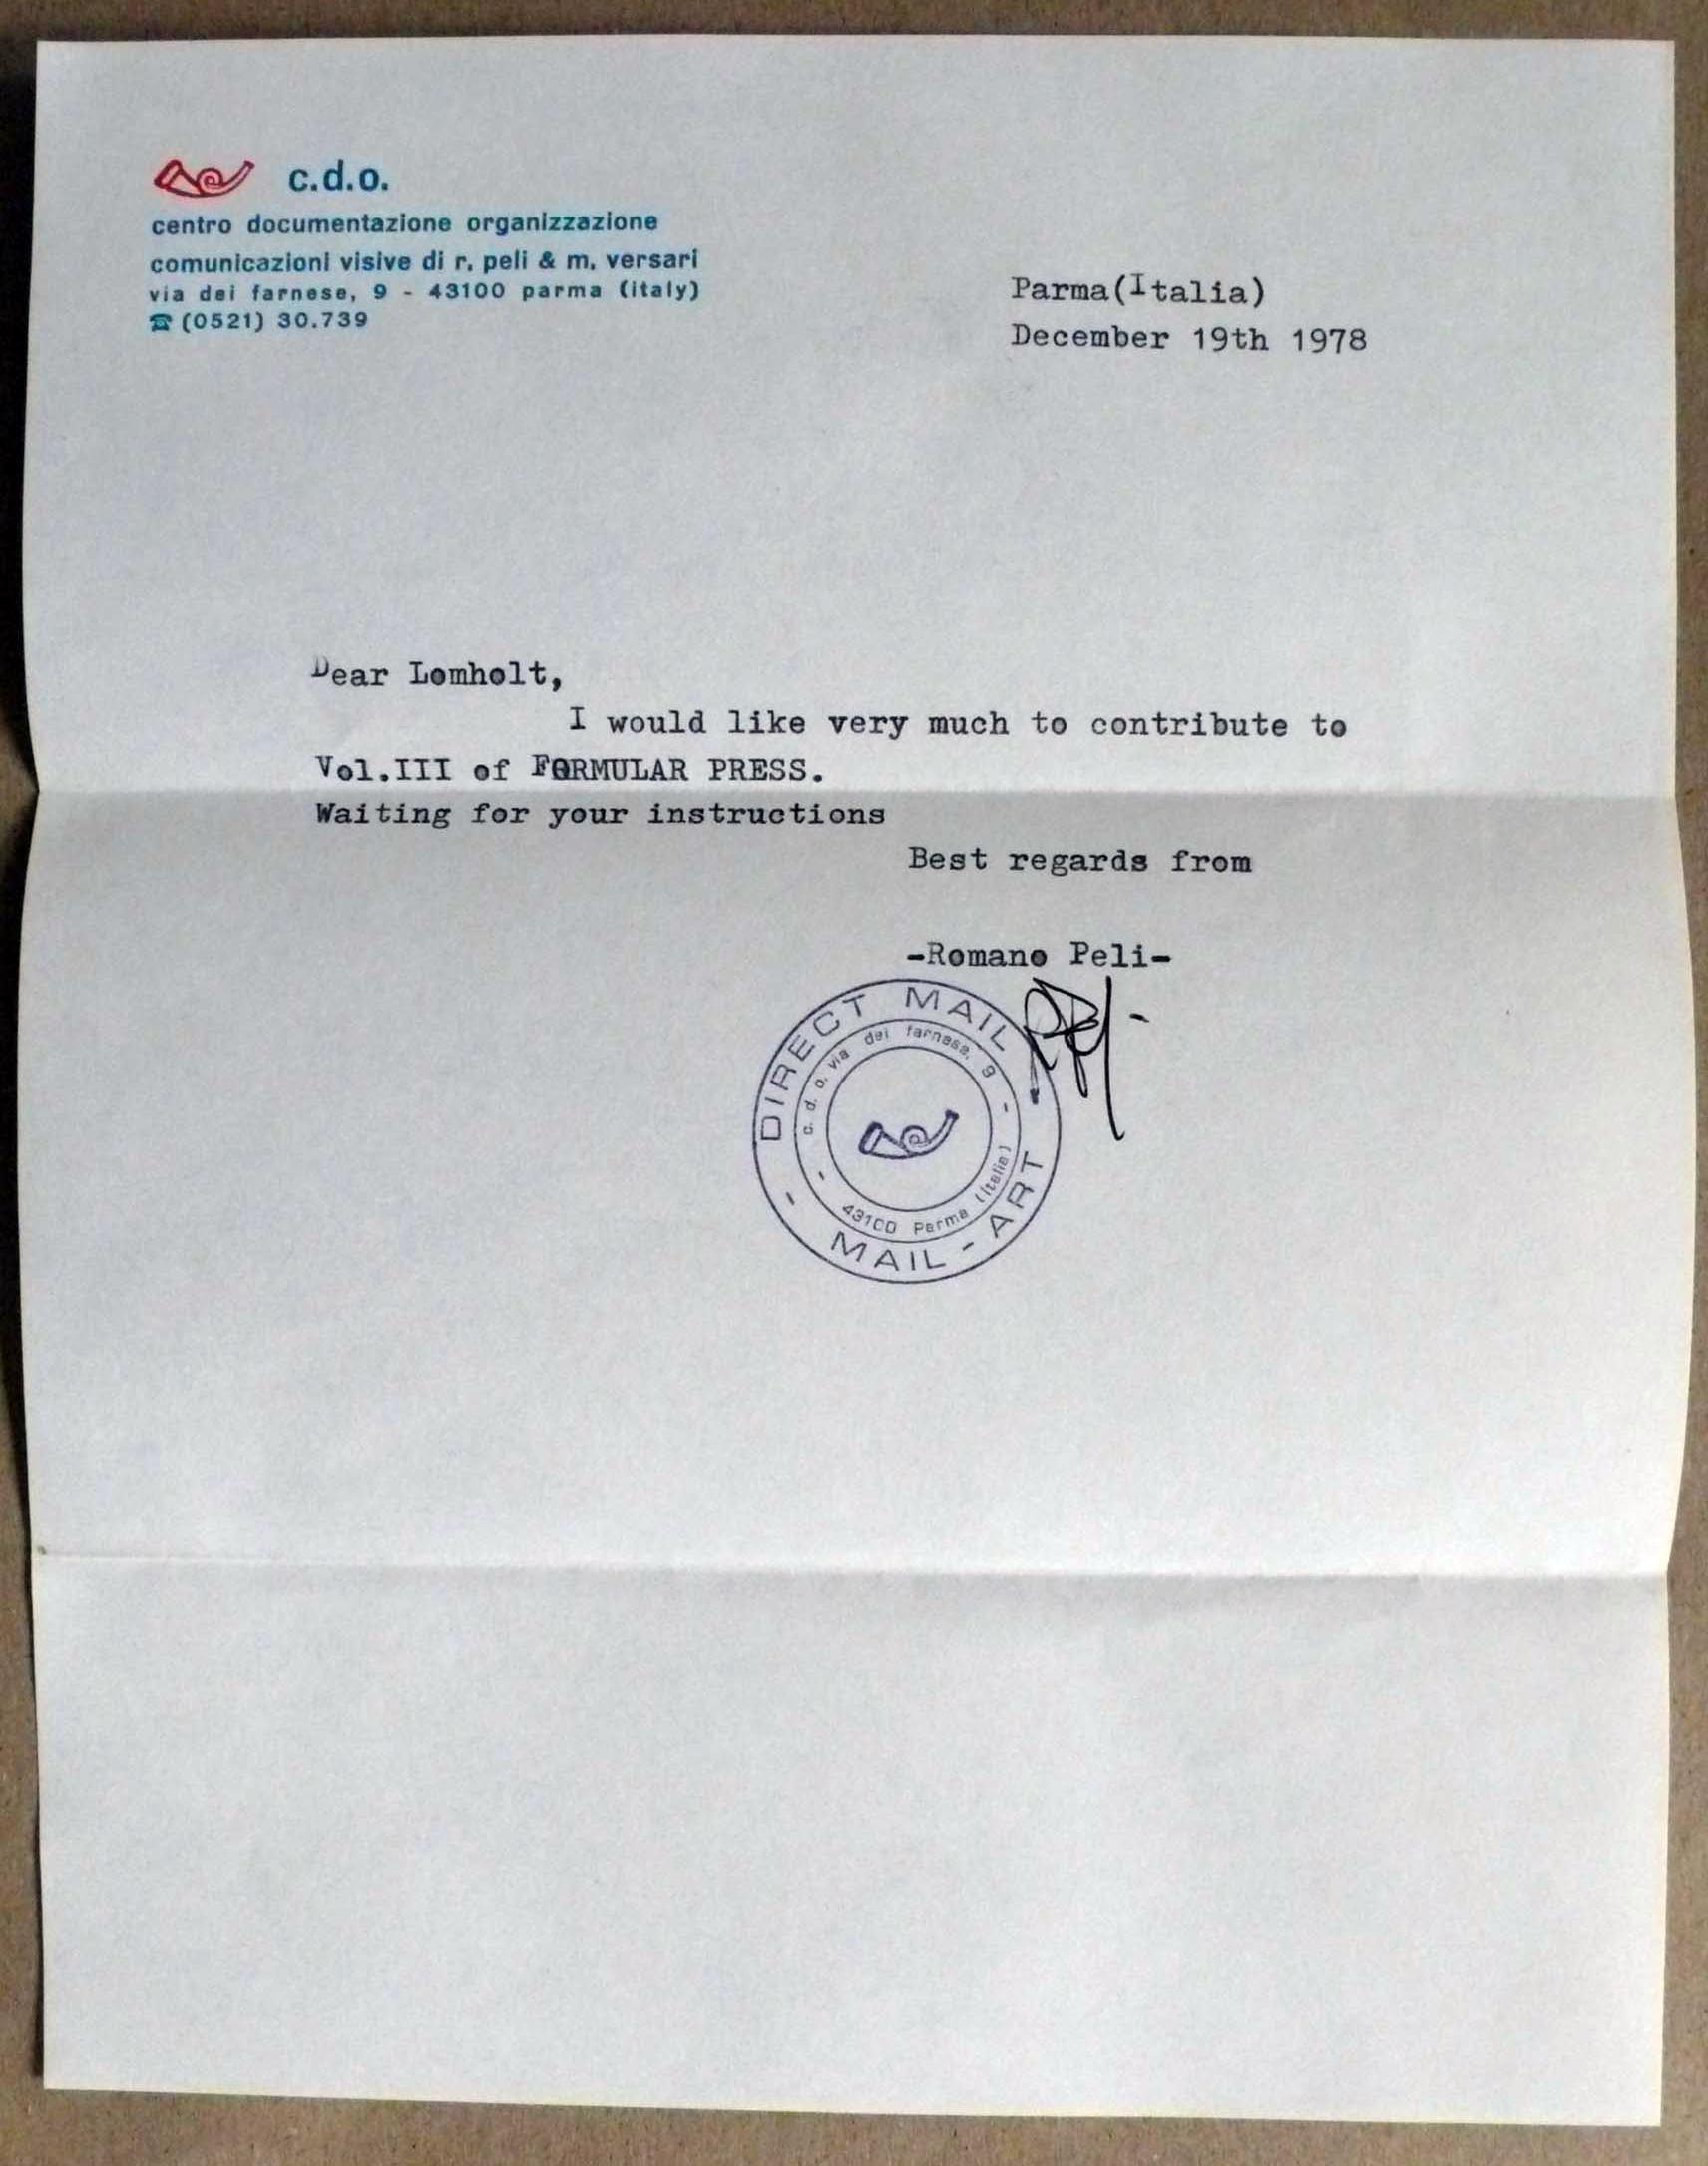 c.d.o.
centro documentazione organizzazione
comunicazioni visive di r. peli & m. versari
via dei farnese, 9 - 43100 parma (italy)
☎ (0521) 30.739
Parma(Italia)
December 19th 1978
Dear Lomholt,
I would like very much to contribute to
Vol.III of FORMULAR PRESS.
Waiting for your instructions
Best regards from
-Romano Peli-
DIRECT MAIL
- MAIL-ART
c.d.o. via dei farnese, 9 -
- 43100 Parma (Italia)